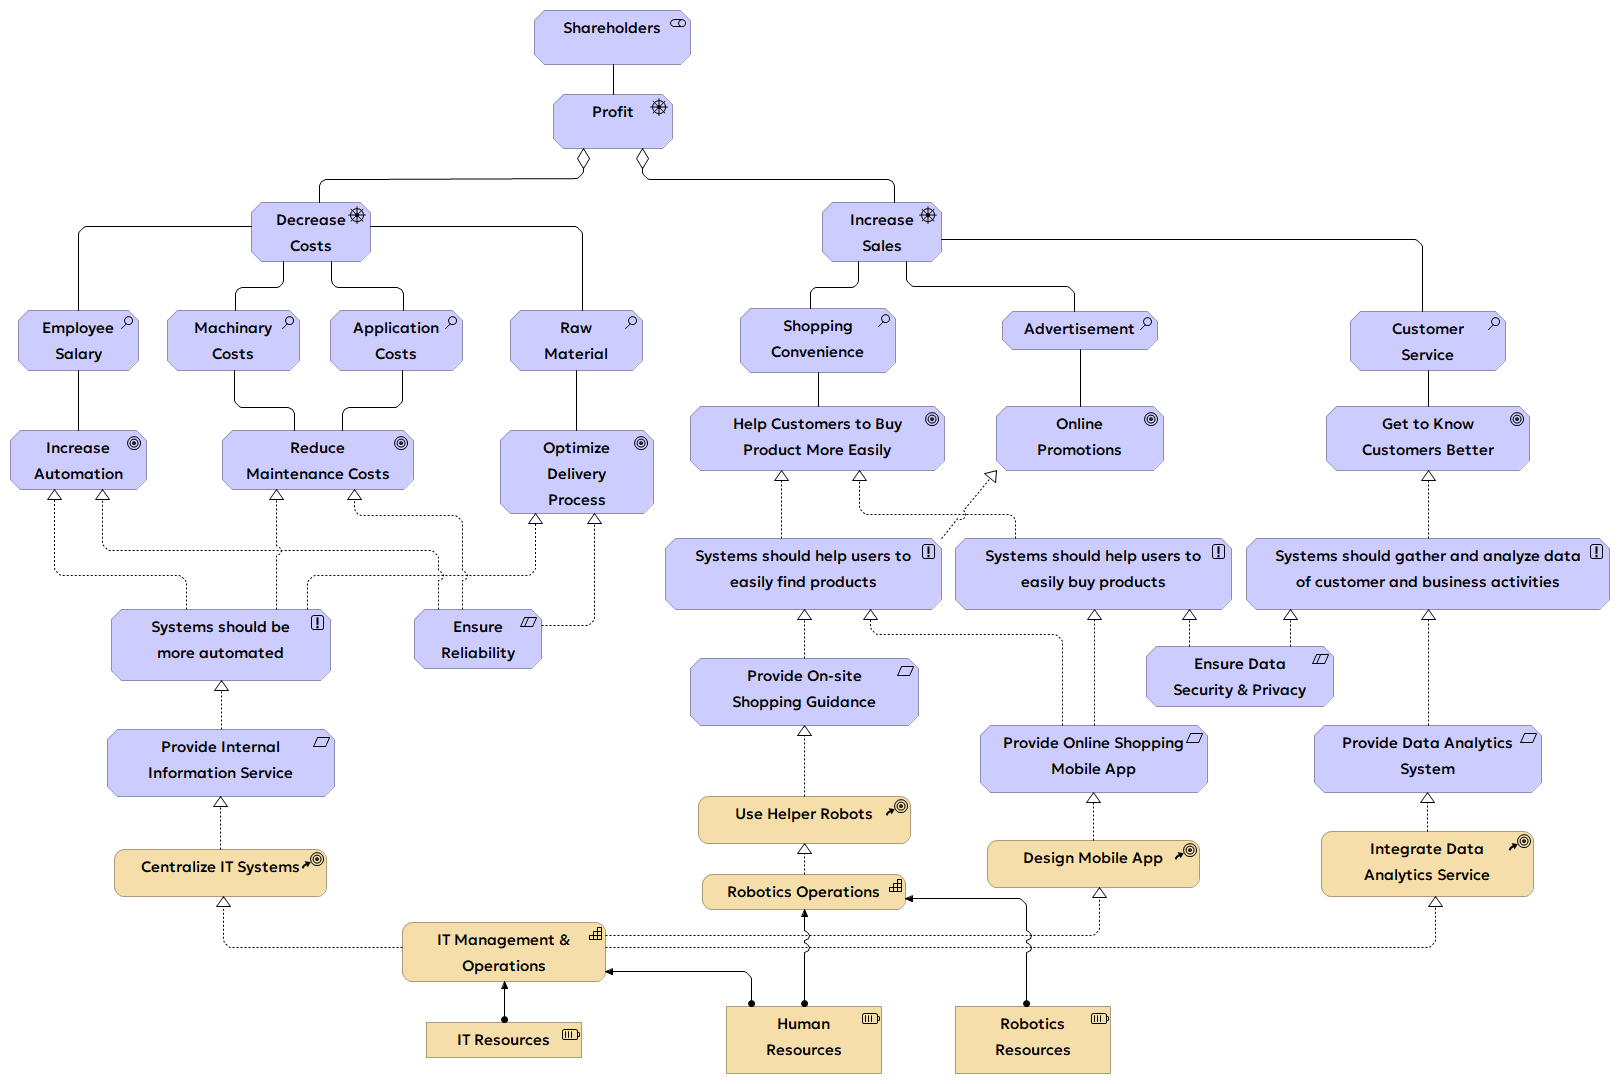 Shareholders
Profit
Decrease
Costs
Increase
Sales
Employee
Salary
Machinary
Costs
Application
Costs
Raw
Material
Shopping
Convenience
Advertisement
Customer
Service
Increase
Automation
Reduce
Maintenance Costs
Optimize
Delivery
Process
Help Customers to Buy
Product More Easily
Online
Promotions
Get to Know
Customers Better
Systems should help users to
easily find products
Systems should help users to
easily buy products
Systems should gather and analyze data
of customer and business activities
Systems should be
more automated
Ensure
Reliability
Provide On-site
Shopping Guidance
Ensure Data
Security & Privacy
Provide Internal
Information Service
Provide Online Shopping
Mobile App
Provide Data Analytics
System
Use Helper Robots
Centralize IT Systems
Design Mobile App
Integrate Data
Analytics Service
Robotics Operations
IT Management &
Operations
IT Resources
Human
Resources
Robotics
Resources